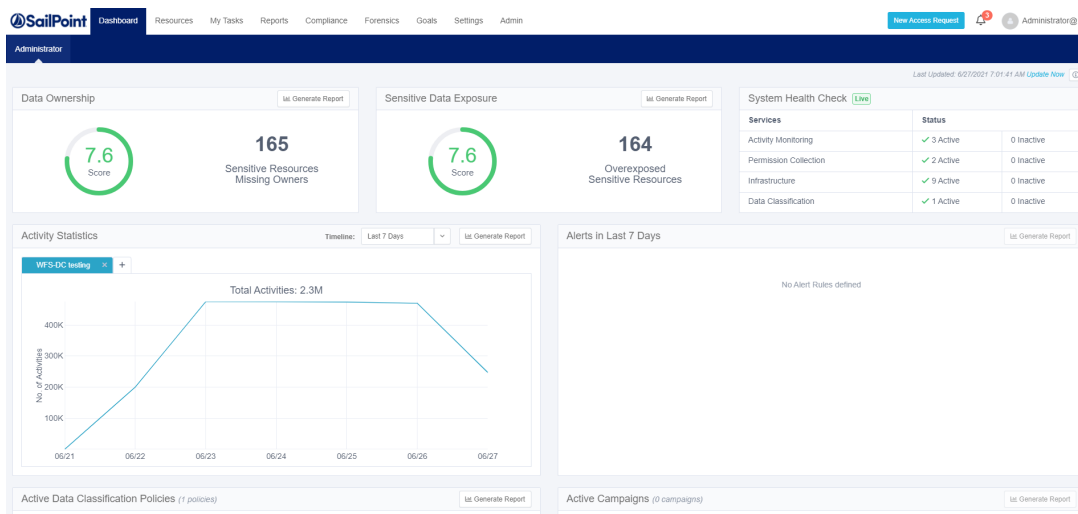 SailPoint
Dashboard
Resources
My Tasks
Reports
Compliance
Forensics
Goals
Settings
Admin
New Access Request
3
Administrator@
Administrator
Last Updated: 6/27/2021 7:01:41 AM Update Now
Data Ownership
Generate Report
7.6
Score
165
Sensitive Resources
Missing Owners
Sensitive Data Exposure
Generate Report
7.6
Score
164
Overexposed
Sensitive Resources
System Health Check Live
Services Status
Activity Monitoring 3 Active 0 Inactive
Permission Collection 2 Active 0 Inactive
Infrastructure 9 Active 0 Inactive
Data Classification 1 Active 0 Inactive
Activity Statistics
Timeline: Last 7 Days
Generate Report
WFS-DC testing × +
Total Activities: 2.3M
No. of Activities
400K
300K
200K
100K
06/21 06/22 06/23 06/24 06/25 06/26 06/27
Alerts in Last 7 Days
Generate Report
No Alert Rules defined
Active Data Classification Policies (1 policies)
Generate Report
Active Campaigns (0 campaigns)
Generate Report